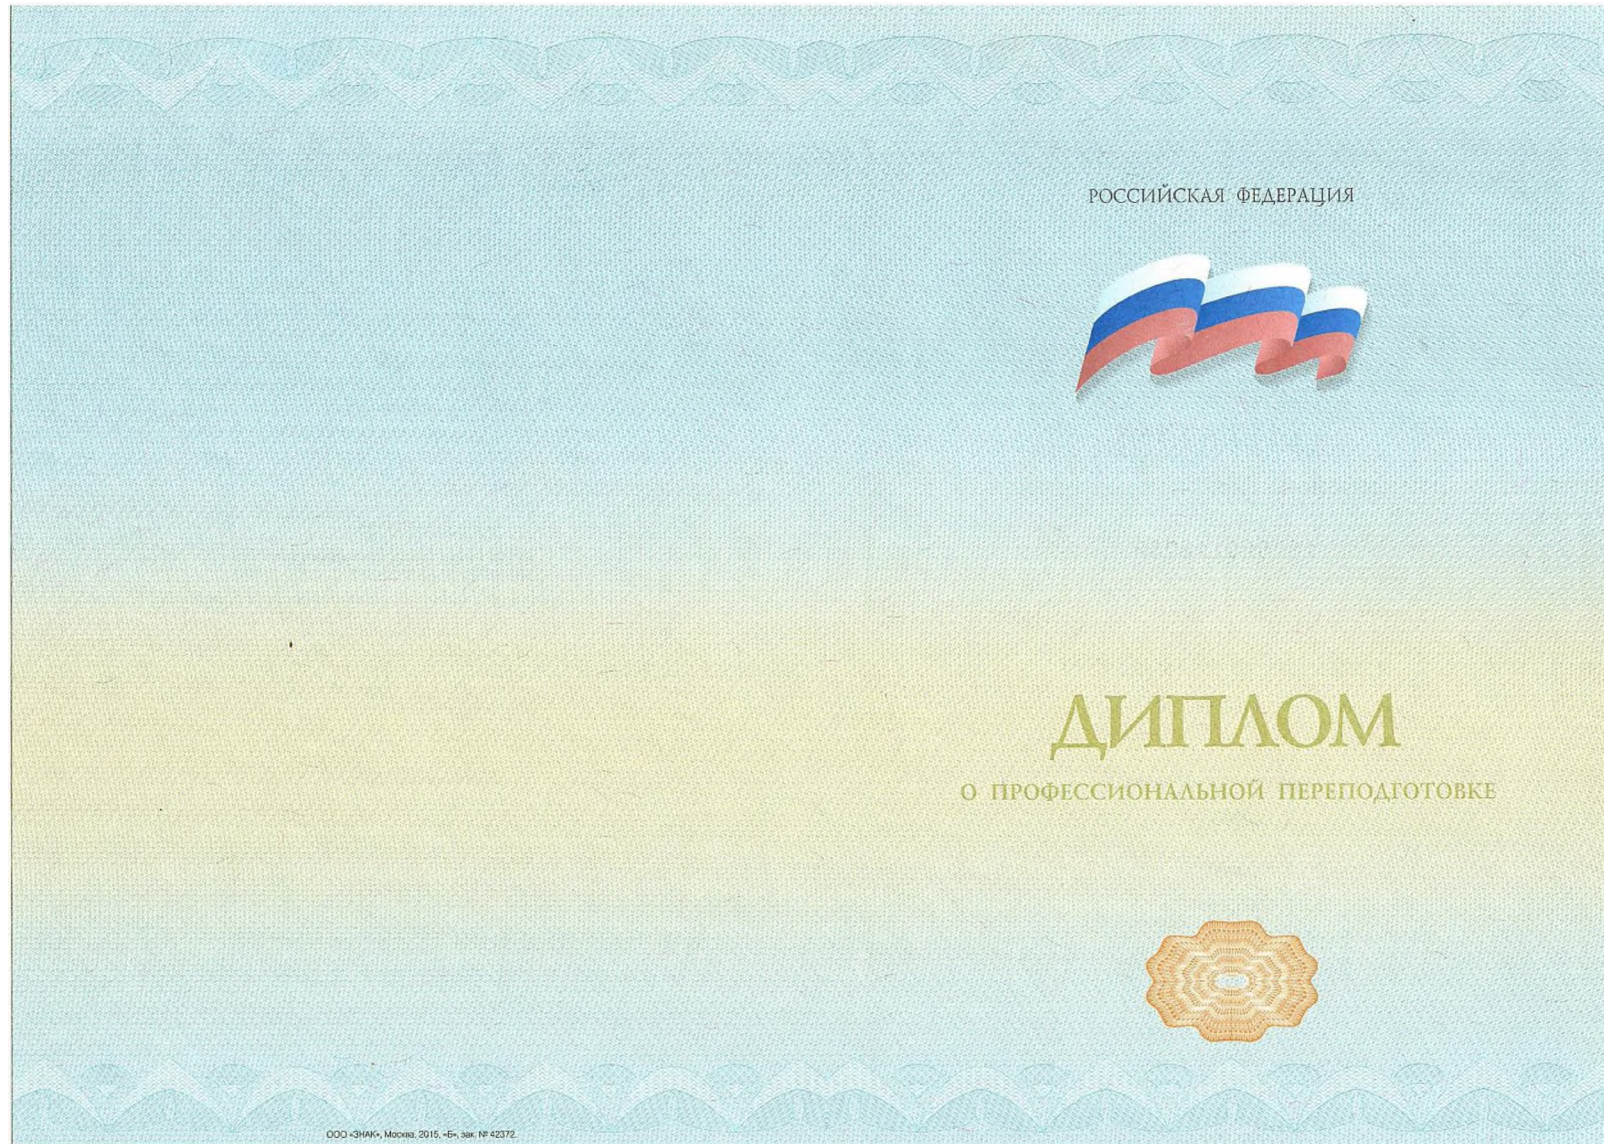 РОССИЙСКАЯ ФЕДЕРАЦИЯ
ДИПЛОМ
О ПРОФЕССИОНАЛЬНОЙ ПЕРЕПОДГОТОВКЕ
ООО «ЗНАК», Москва, 2015, «Б», зак. № 42372.